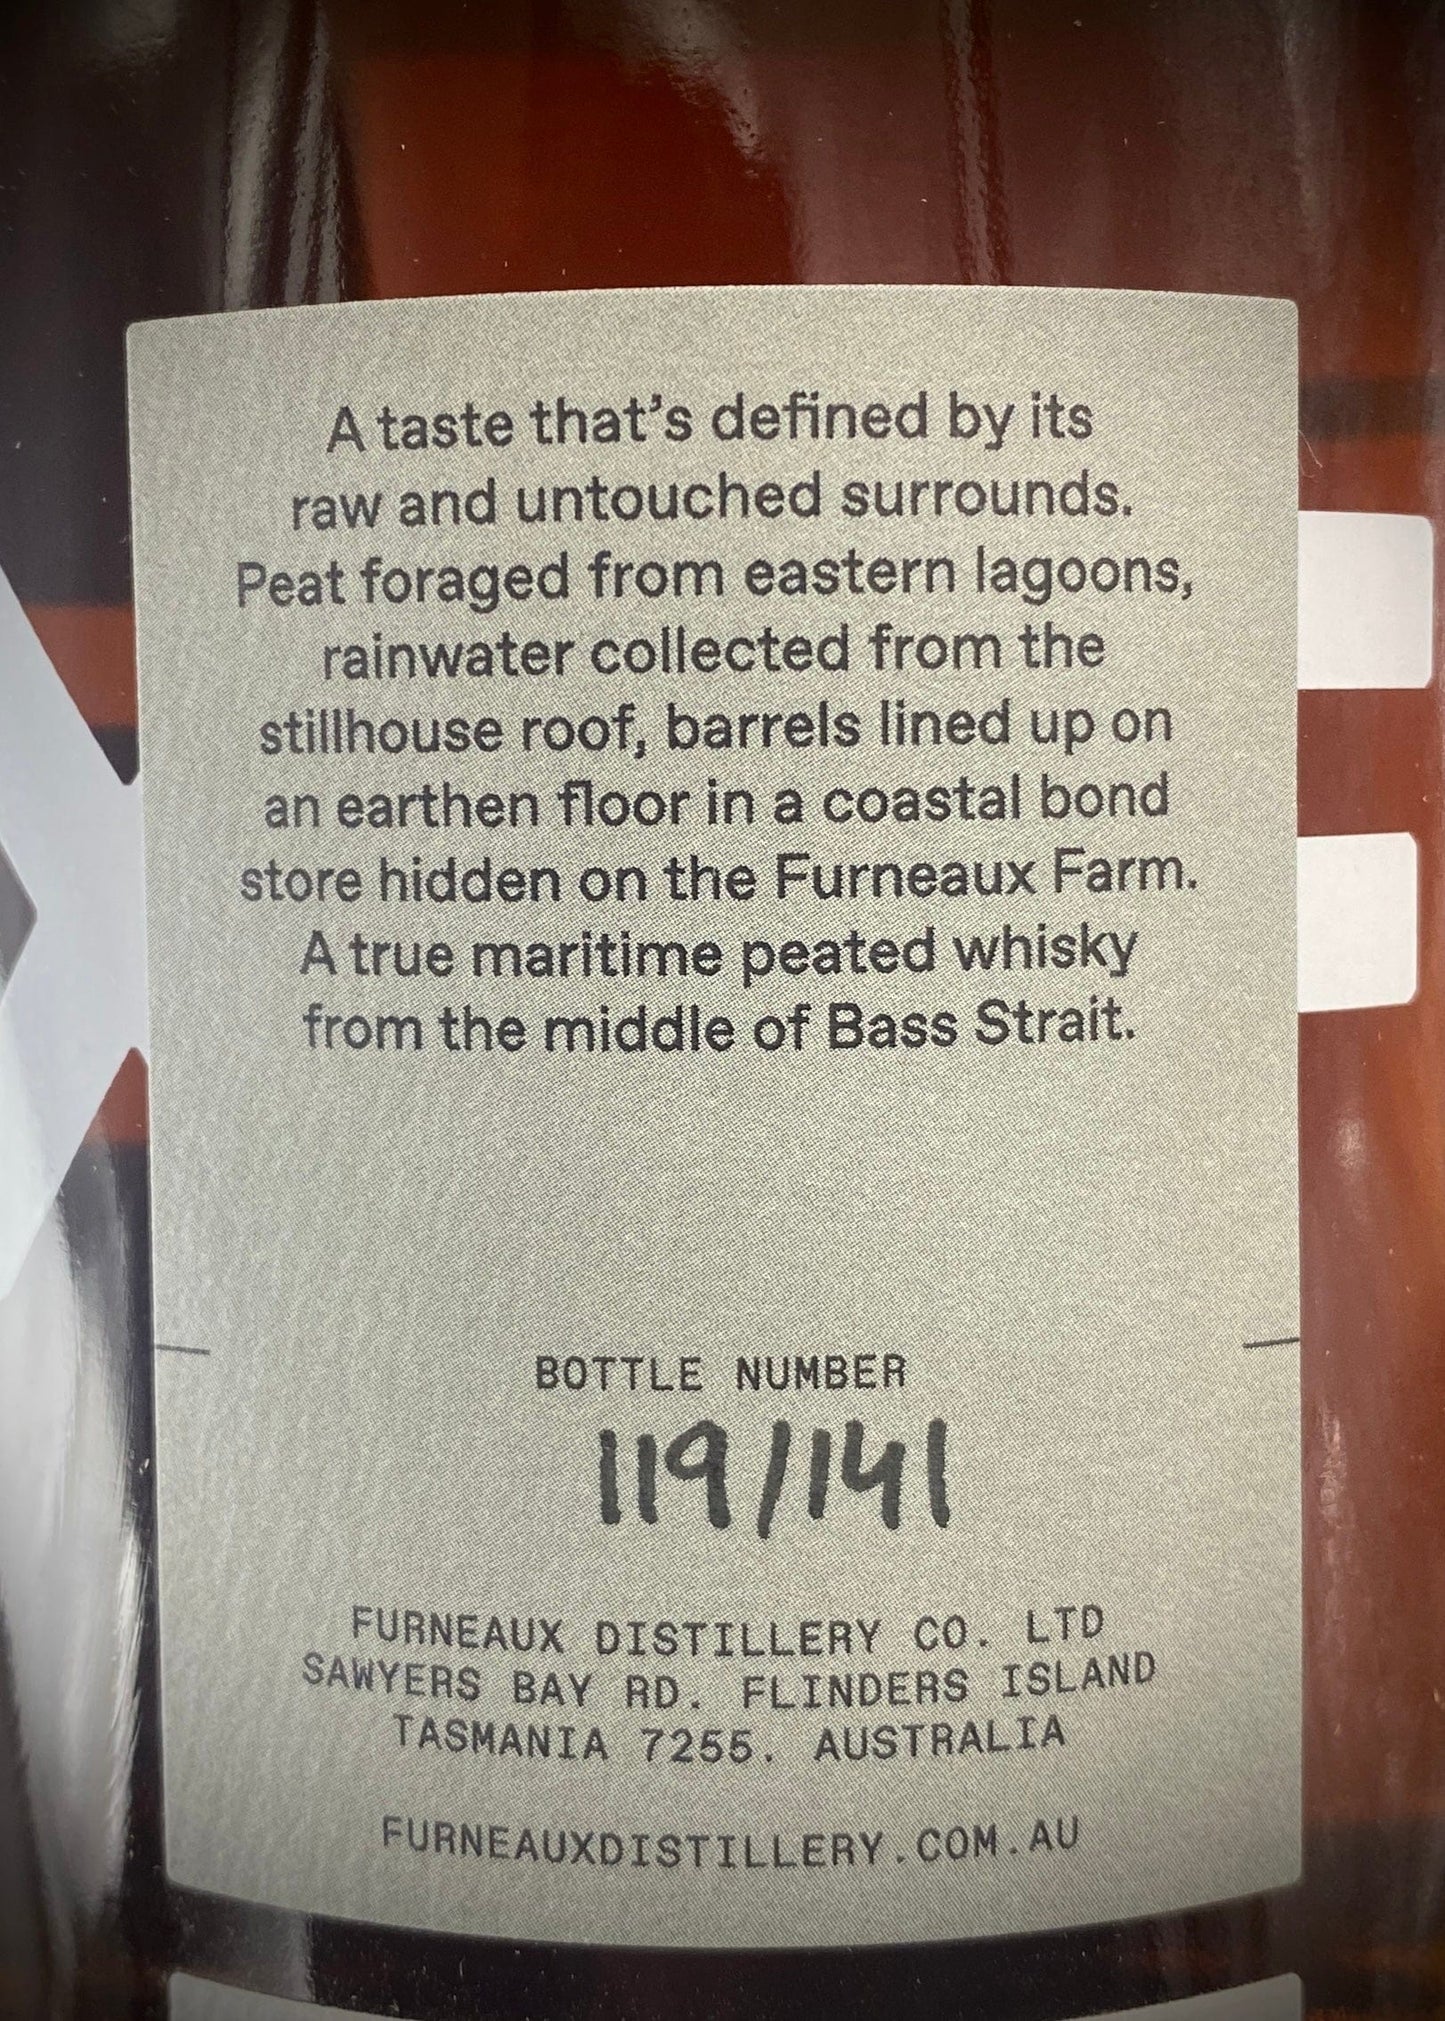 A taste that’s defined by its
raw and untouched surrounds.
Peat foraged from eastern lagoons,
rainwater collected from the
stillhouse roof, barrels lined up on
an earthen floor in a coastal bond
store hidden on the Furneaux Farm.
A true maritime peated whisky
from the middle of Bass Strait.
BOTTLE NUMBER
119/141
FURNEAUX DISTILLERY CO. LTD
SAWYERS BAY RD. FLINDERS ISLAND
TASMANIA 7255. AUSTRALIA
FURNEAUXDISTILLERY.COM.AU